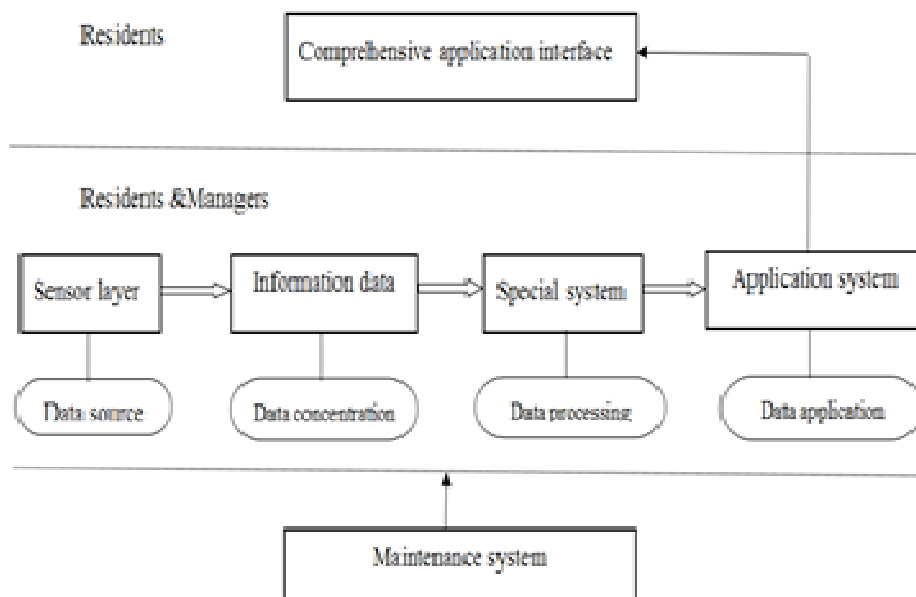 Residents
Comprehensive application interface
Residents &Managers
Sensor layer
Information data
Special system
Application system
Data source
Data concentration
Data processing
Data application
Maintenance system